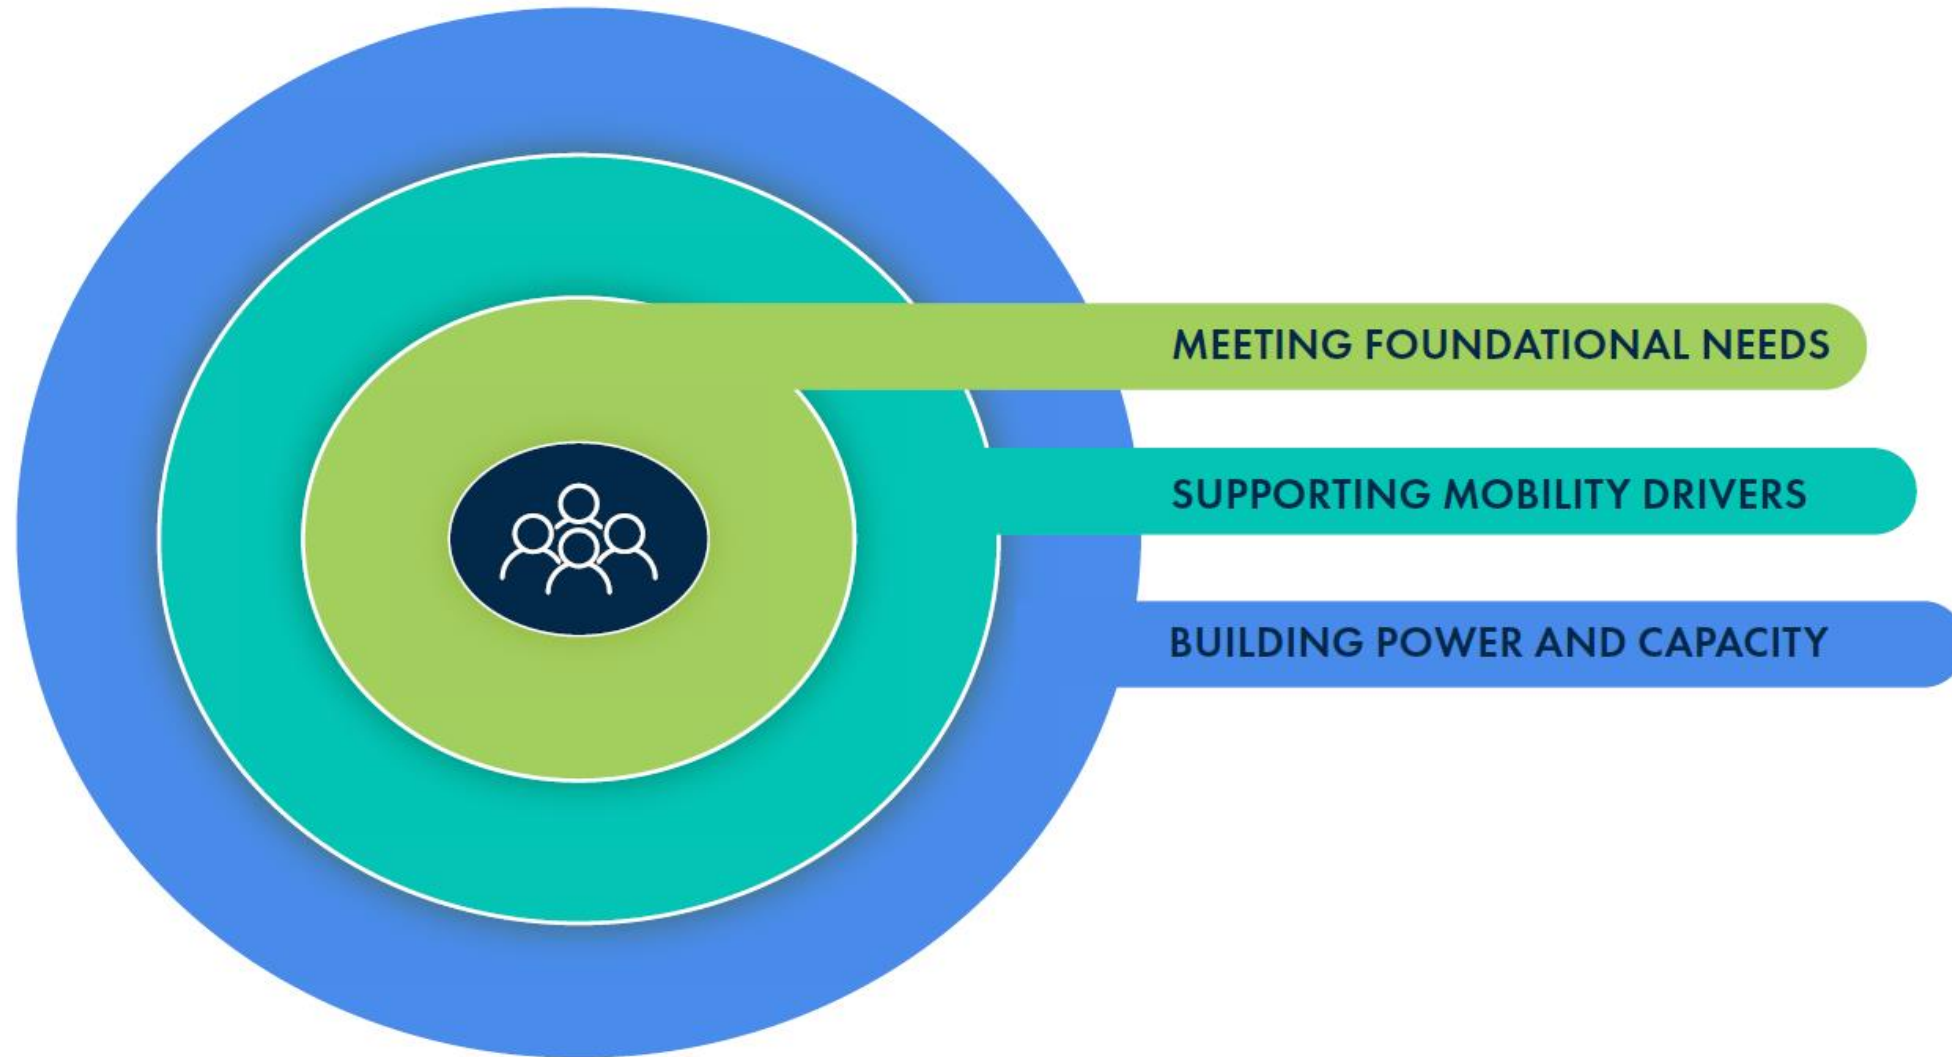 MEETING FOUNDATIONAL NEEDS
SUPPORTING MOBILITY DRIVERS
BUILDING POWER AND CAPACITY